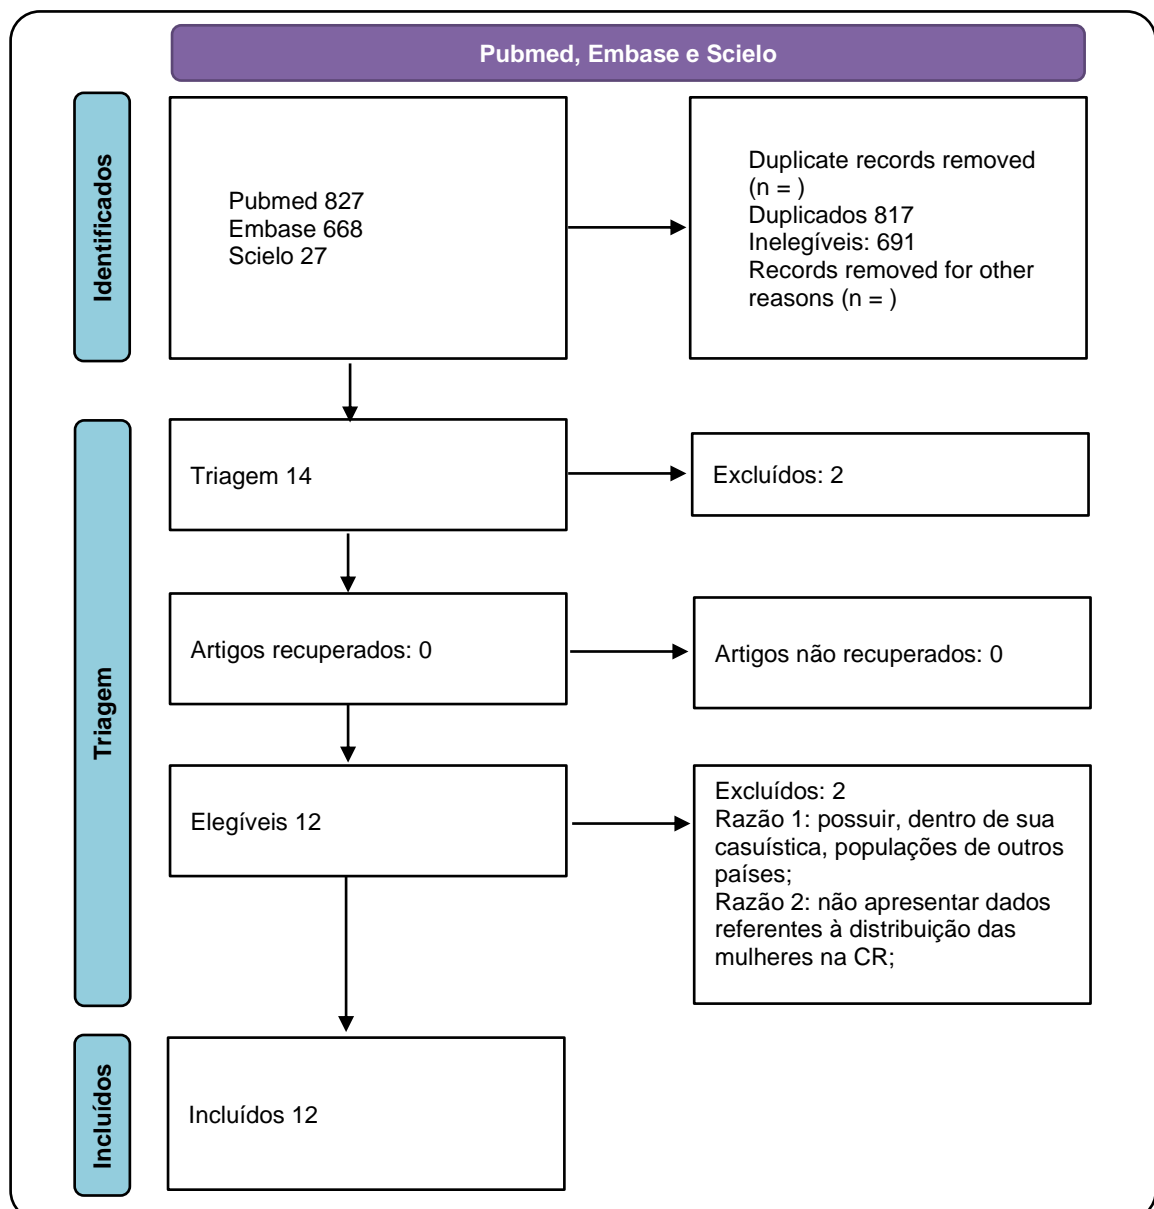 Pubmed, Embase e Scielo
Identificados
Pubmed 827
Embase 668
Scielo 27
Duplicate records removed
(n = )
Duplicados 817
Inelegíveis: 691
Records removed for other
reasons (n = )
Triagem
Triagem 14
Excluídos: 2
Artigos recuperados: 0
Artigos não recuperados: 0
Elegíveis 12
Excluídos: 2
Razão 1: possuir, dentro de sua
casuística, populações de outros
países;
Razão 2: não apresentar dados
referentes à distribuição das
mulheres na CR;
Incluídos
Incluídos 12